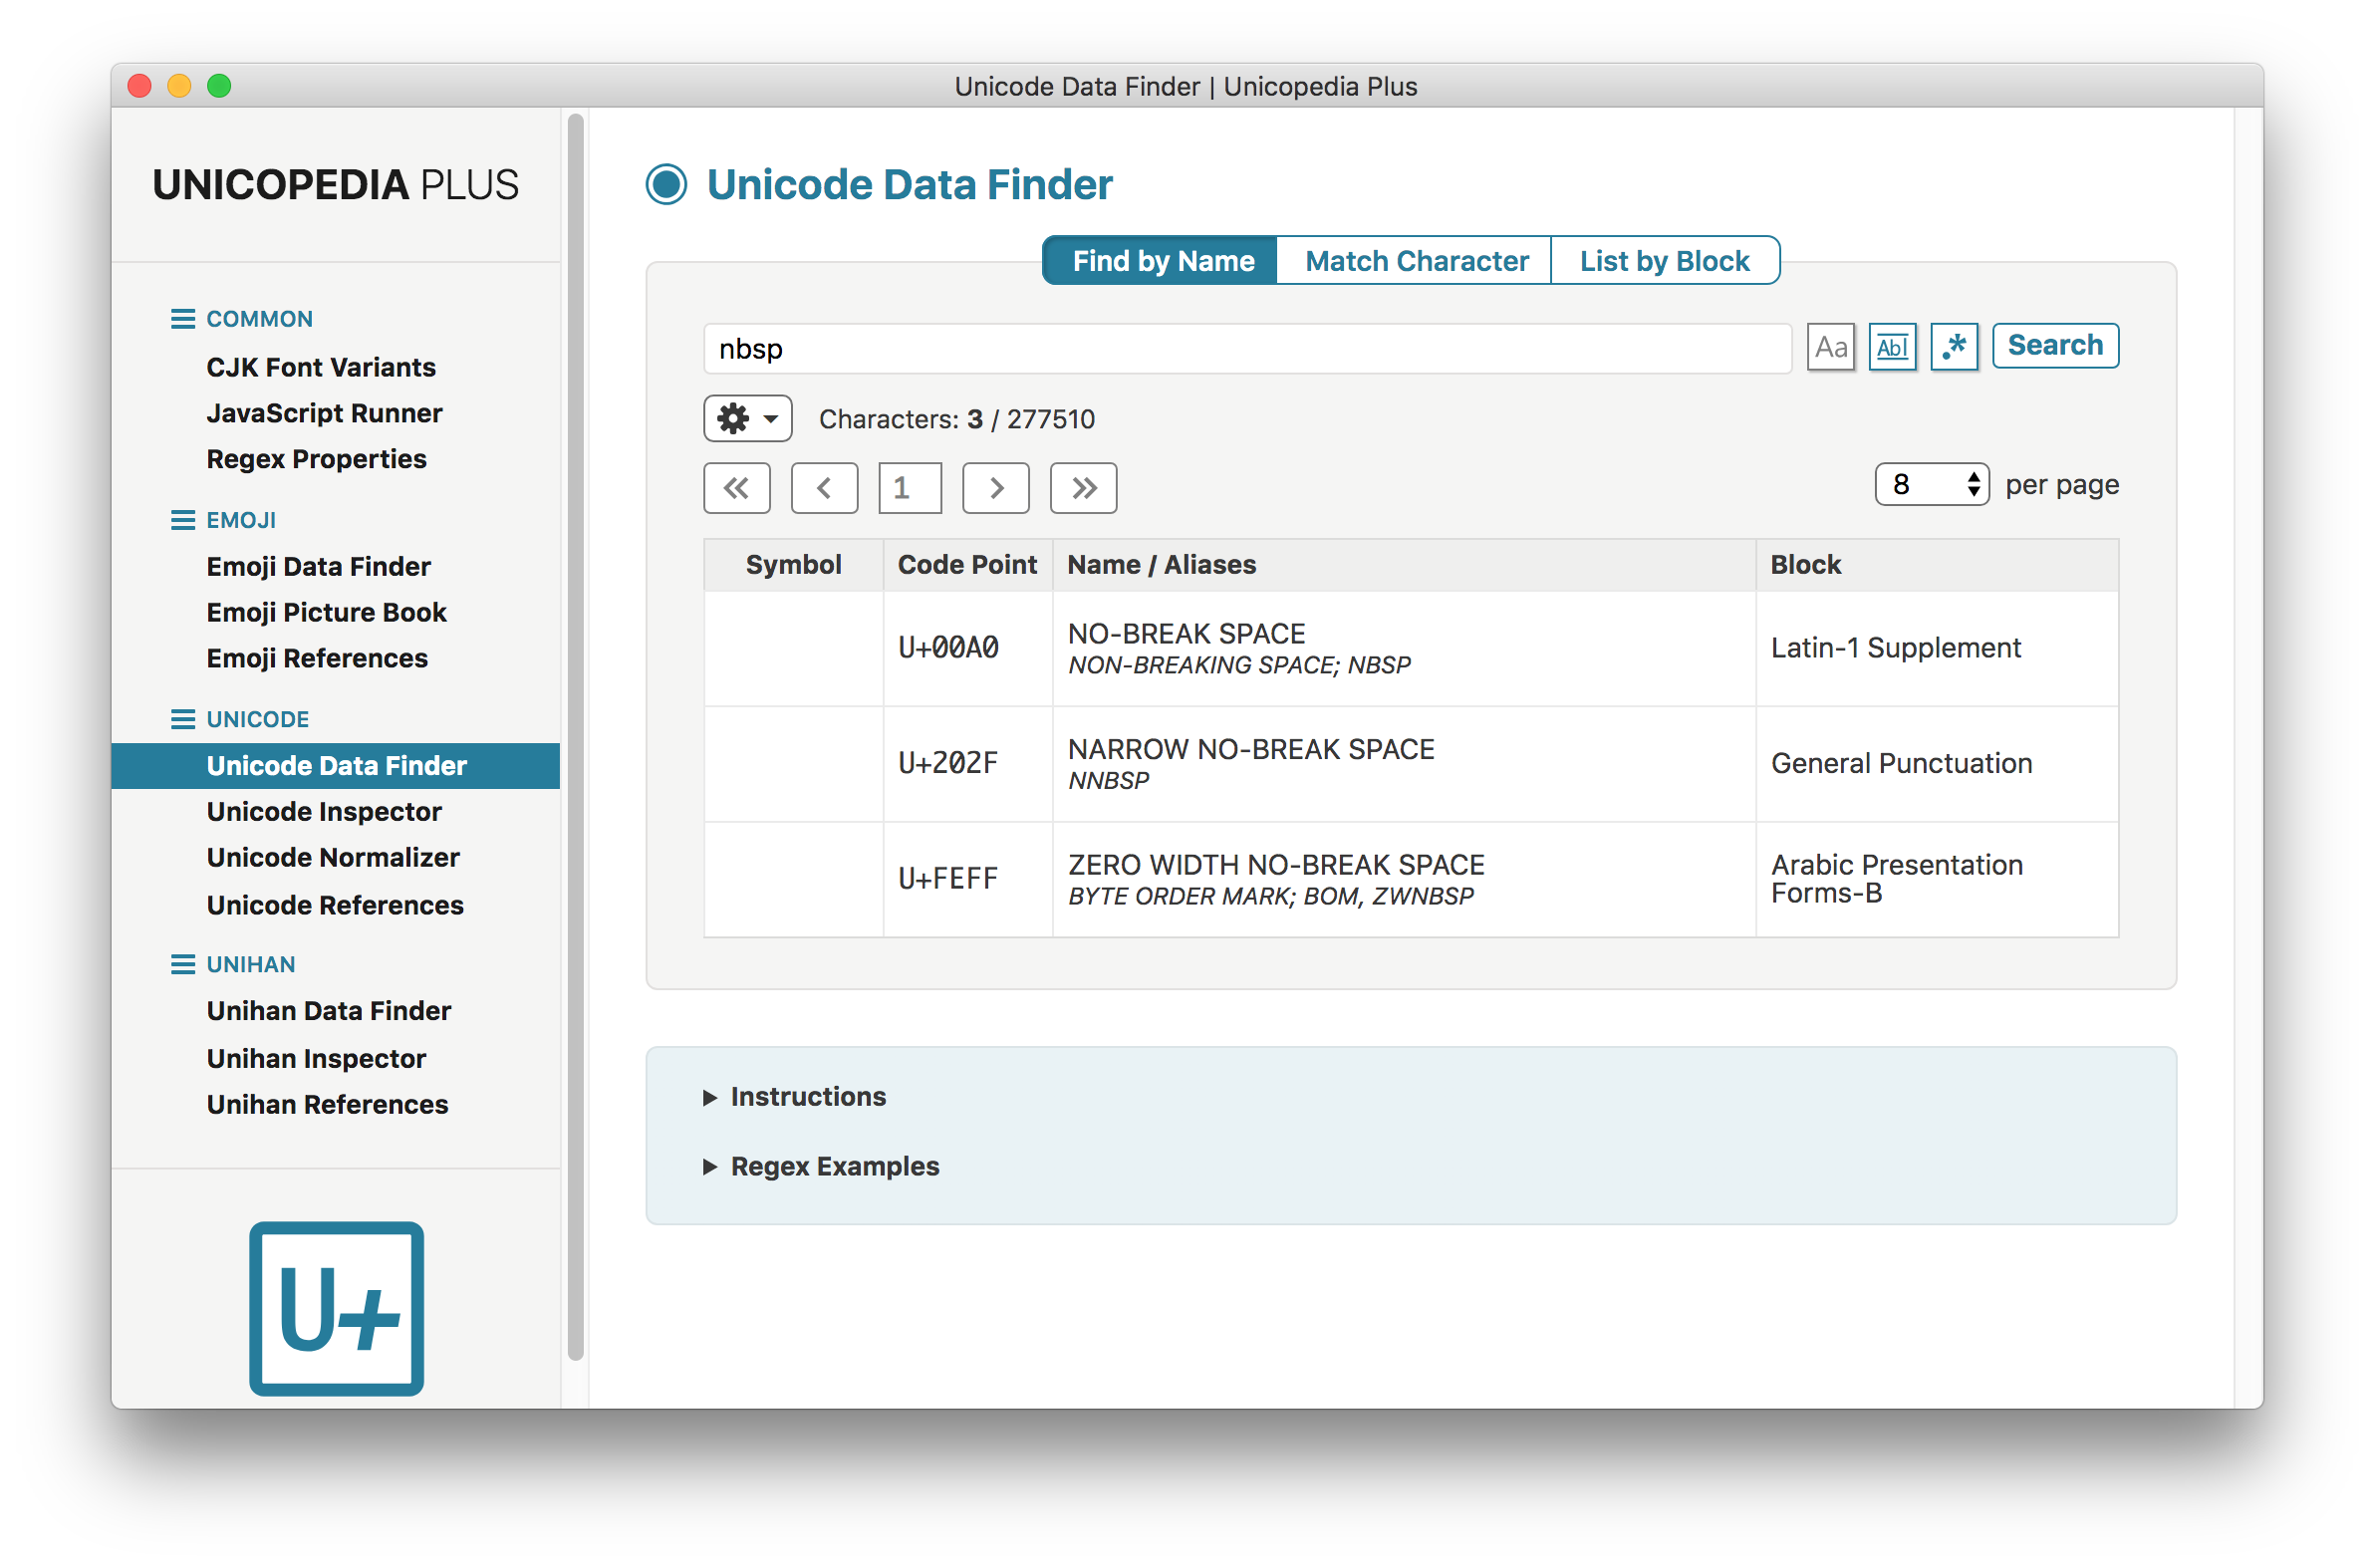 Unicode Data Finder | Unicopedia Plus
UNICOPEDIA PLUS
COMMON
CJK Font Variants
JavaScript Runner
Regex Properties
EMOJI
Emoji Data Finder
Emoji Picture Book
Emoji References
UNICODE
Unicode Data Finder
Unicode Inspector
Unicode Normalizer
Unicode References
UNIHAN
Unihan Data Finder
Unihan Inspector
Unihan References
U+
Unicode Data Finder
Find by Name Match Character List by Block
nbsp Aa Ab| .* Search
Characters: 3 / 277510
« ‹ 1 › » 8 per page
Symbol Code Point Name / Aliases Block
U+00A0 NO-BREAK SPACE Latin-1 Supplement
NON-BREAKING SPACE; NBSP
U+202F NARROW NO-BREAK SPACE General Punctuation
NNBSP
U+FEFF ZERO WIDTH NO-BREAK SPACE Arabic Presentation
BYTE ORDER MARK; BOM, ZWNBSP Forms-B
Instructions
Regex Examples